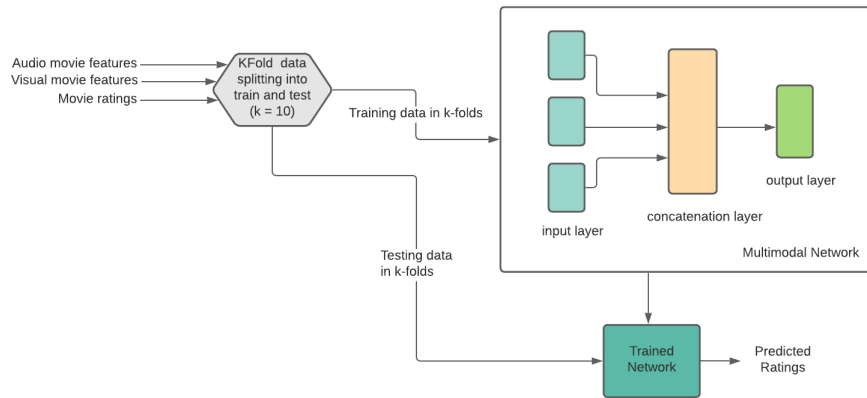 Audio movie features
Visual movie features
Movie ratings
KFold data
splitting into
train and test
(k = 10)
Training data in k-folds
input layer
concatenation layer
output layer
Multimodal Network
Testing data
in k-folds
Trained
Network
Predicted
Ratings